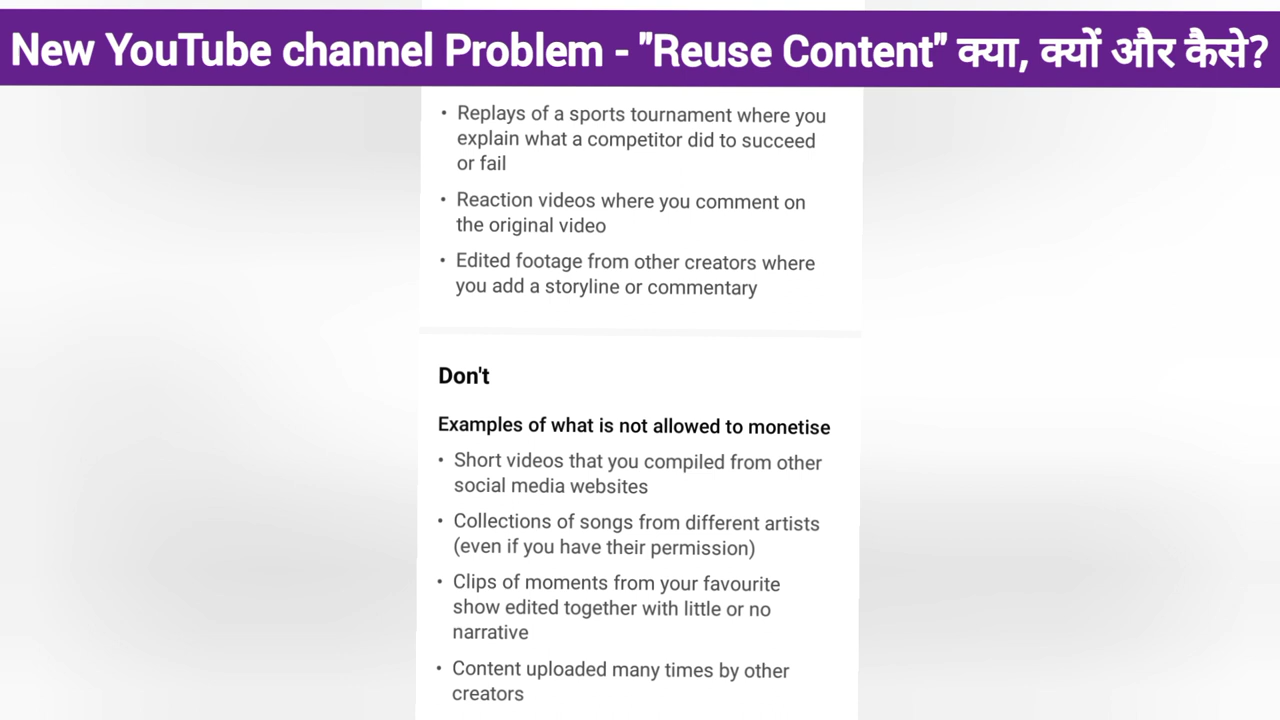 New YouTube channel Problem - "Reuse Content" क्या, क्यों और कैसे?
• Replays of a sports tournament where you
explain what a competitor did to succeed
or fail
• Reaction videos where you comment on
the original video
• Edited footage from other creators where
you add a storyline or commentary
Don't
Examples of what is not allowed to monetise
• Short videos that you compiled from other
social media websites
• Collections of songs from different artists
(even if you have their permission)
• Clips of moments from your favourite
show edited together with little or no
narrative
• Content uploaded many times by other
creators